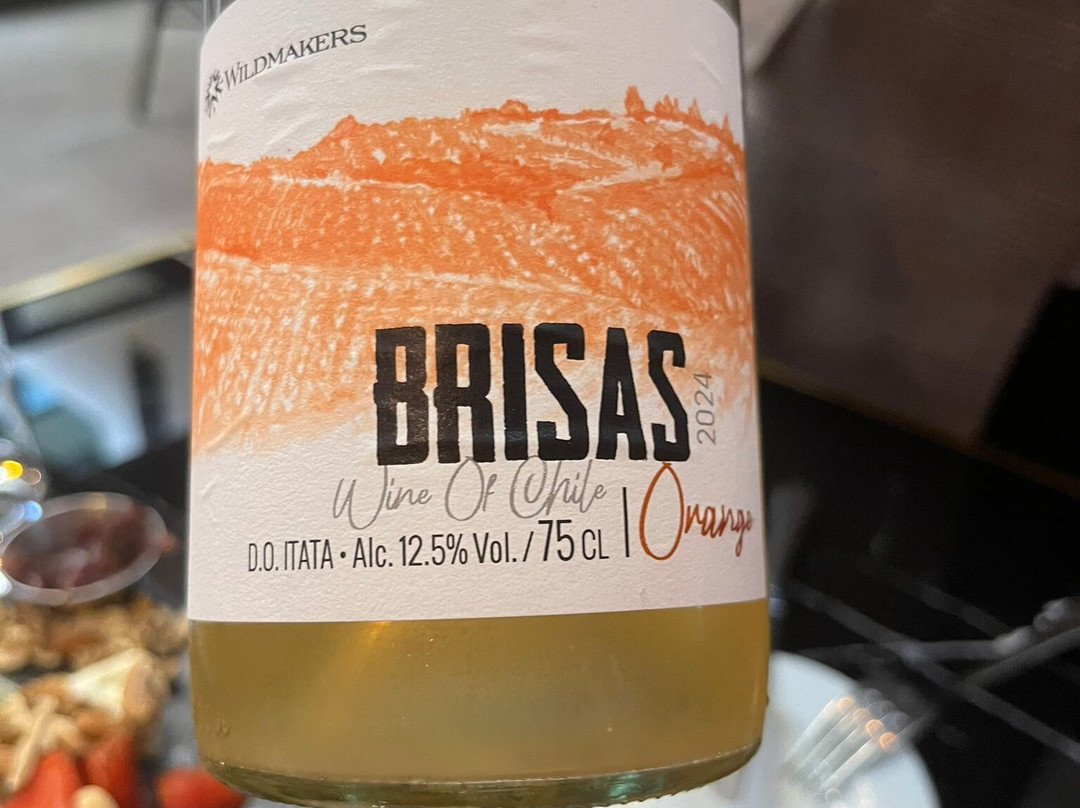 WILDMAKERS
BRISAS
2024
Wine Of Chile
Orange
D.O. ITATA • Alc. 12.5% Vol. / 75 CL